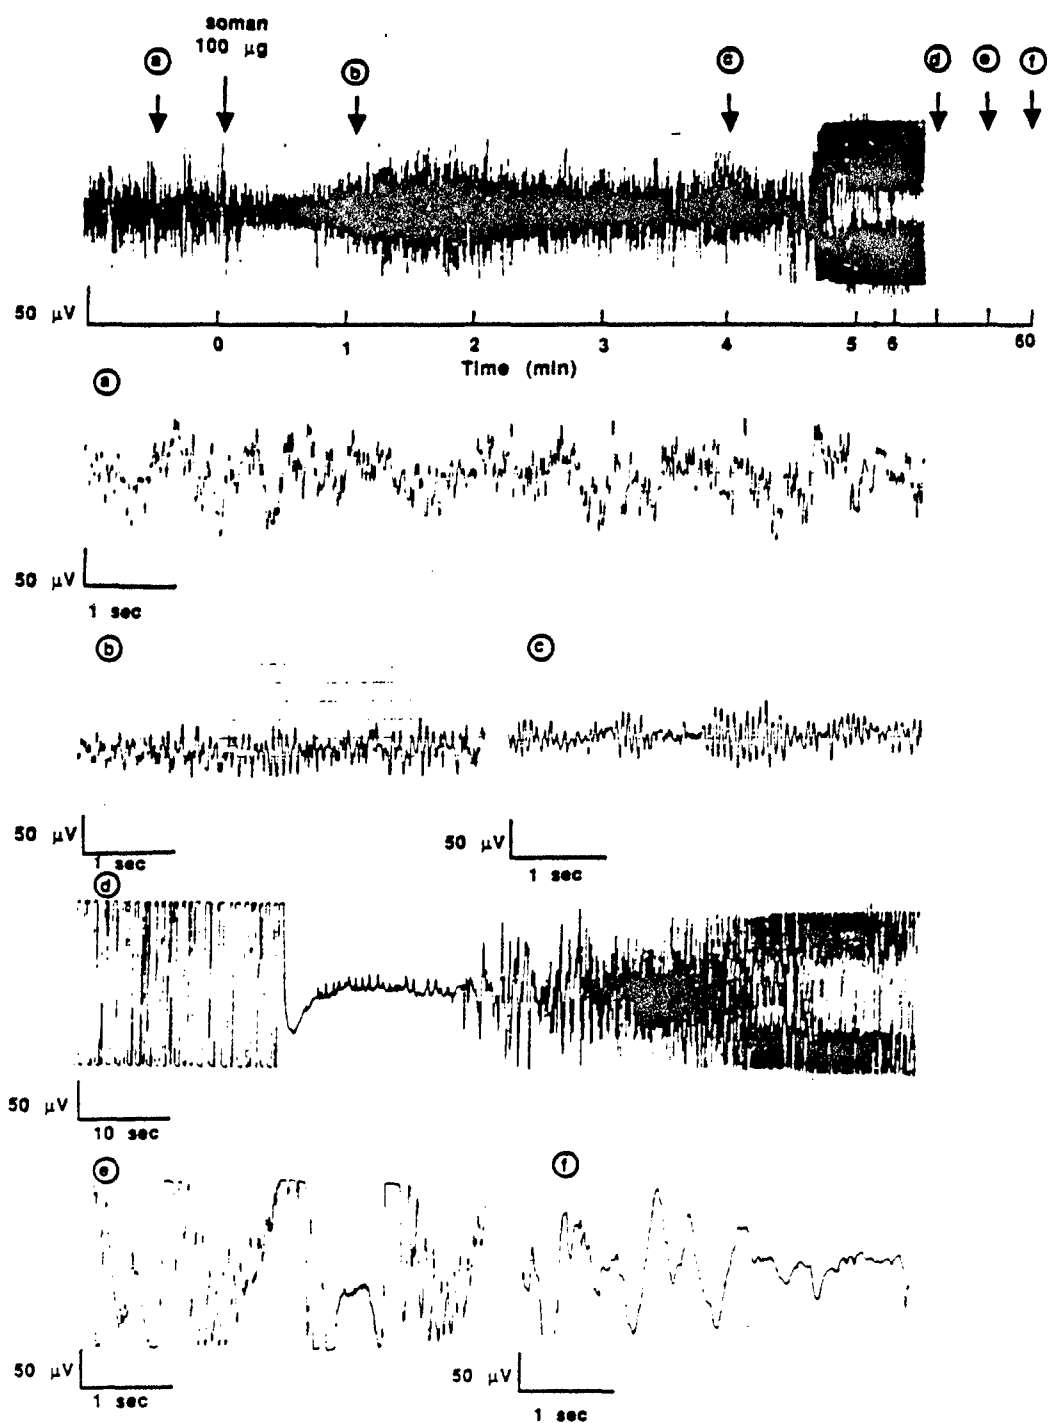 soman
100 μg
ⓐ ⓑ ⓒ ⓓ ⓔ ⓕ
50 μV
0 1 2 3 4 5 6 60
Time (min)
ⓐ
50 μV
1 sec
ⓑ ⓒ
50 μV 50 μV
1 sec 1 sec
ⓓ
50 μV
10 sec
ⓔ ⓕ
50 μV 50 μV
1 sec 1 sec